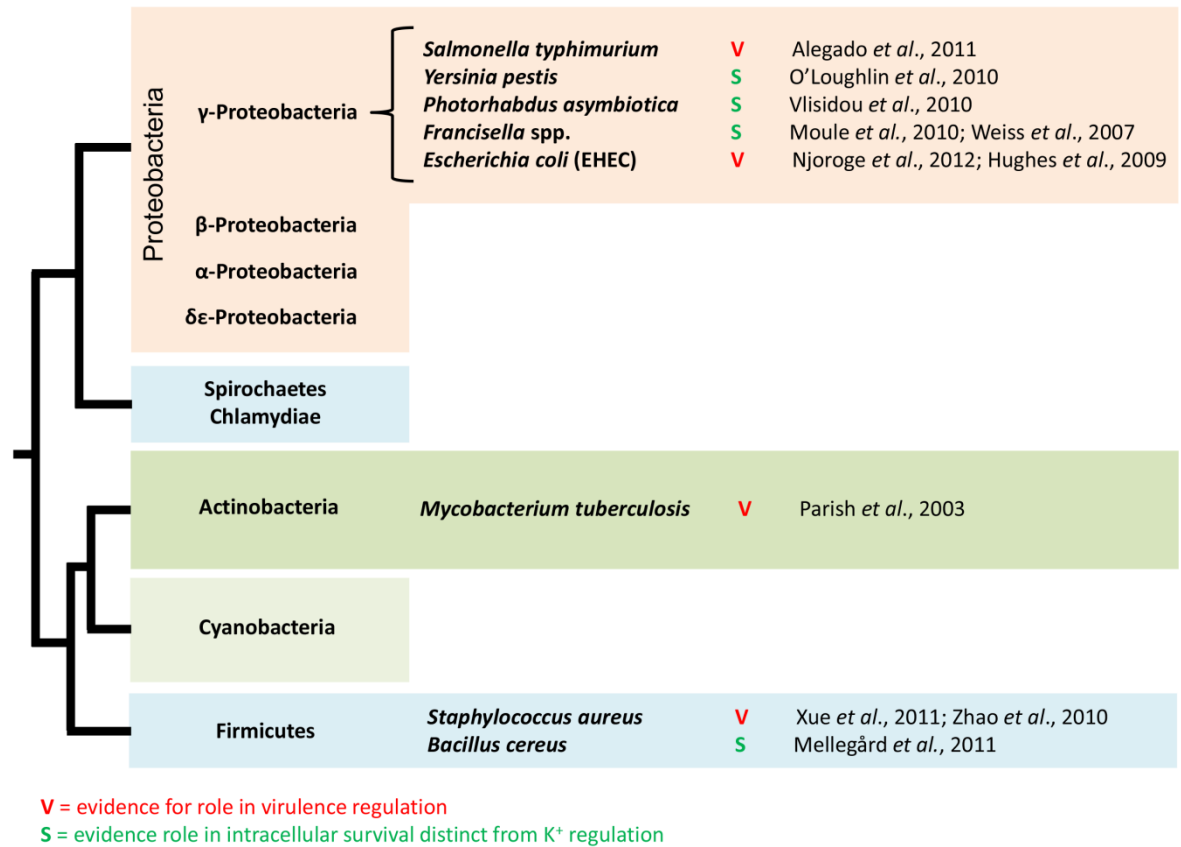 Proteobacteria
γ-Proteobacteria
Salmonella typhimurium V Alegado et al., 2011
Yersinia pestis S O’Loughlin et al., 2010
Photorhabdus asymbiotica S Vlisidou et al., 2010
Francisella spp. S Moule et al., 2010; Weiss et al., 2007
Escherichia coli (EHEC) V Njoroge et al., 2012; Hughes et al., 2009
β-Proteobacteria
α-Proteobacteria
δε-Proteobacteria
Spirochaetes
Chlamydiae
Actinobacteria Mycobacterium tuberculosis V Parish et al., 2003
Cyanobacteria
Firmicutes
Staphylococcus aureus V Xue et al., 2011; Zhao et al., 2010
Bacillus cereus S Mellegård et al., 2011
V = evidence for role in virulence regulation
S = evidence role in intracellular survival distinct from K⁺ regulation